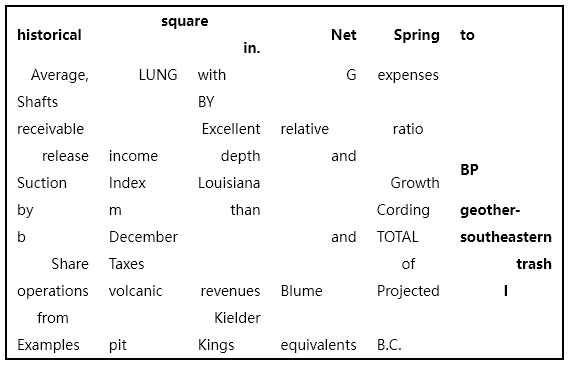 historical square in. Net Spring to
Average, LUNG with G expenses
Shafts BY
receivable Excellent relative ratio
release income depth and
BP
Suction Index Louisiana Growth
by m than Cording geother-
b December and TOTAL southeastern
Share Taxes of trash
operations volcanic revenues Blume Projected I
from Kielder
Examples pit Kings equivalents B.C.